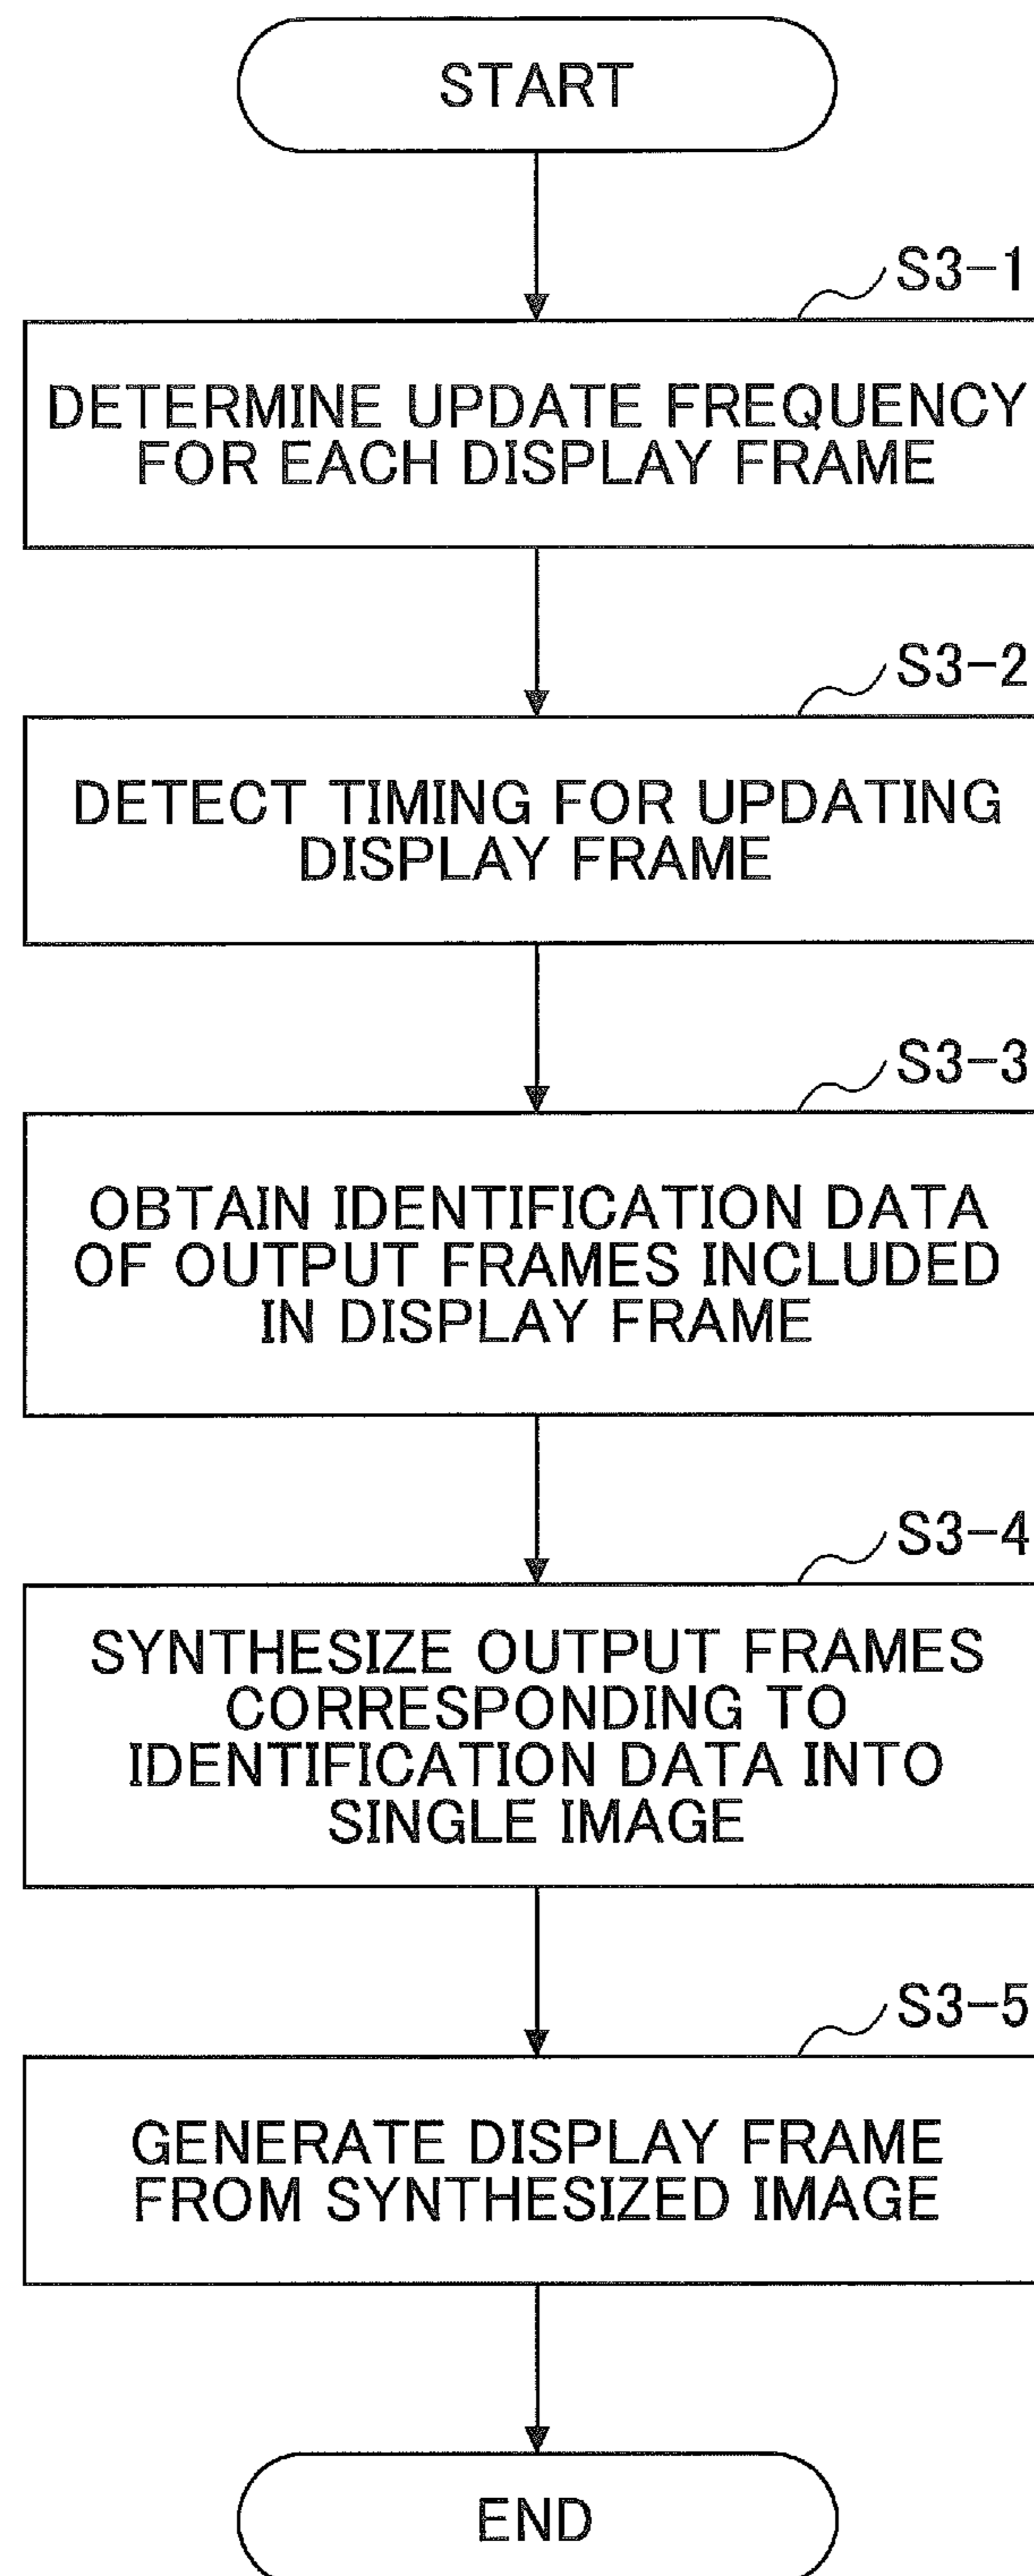 START
S3-1
DETERMINE UPDATE FREQUENCY
FOR EACH DISPLAY FRAME
S3-2
DETECT TIMING FOR UPDATING
DISPLAY FRAME
S3-3
OBTAIN IDENTIFICATION DATA
OF OUTPUT FRAMES INCLUDED
IN DISPLAY FRAME
S3-4
SYNTHESIZE OUTPUT FRAMES
CORRESPONDING TO
IDENTIFICATION DATA INTO
SINGLE IMAGE
S3-5
GENERATE DISPLAY FRAME
FROM SYNTHESIZED IMAGE
END